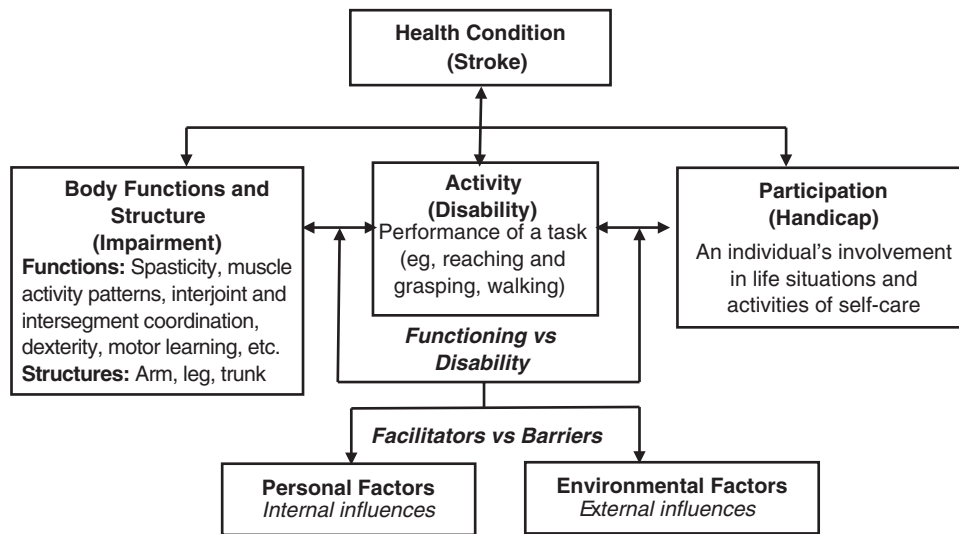 Health Condition
(Stroke)
Body Functions and
Structure
(Impairment)
Functions: Spasticity, muscle
activity patterns, interjoint and
intersegment coordination,
dexterity, motor learning, etc.
Structures: Arm, leg, trunk
Activity
(Disability)
Performance of a task
(eg, reaching and
grasping, walking)
Participation
(Handicap)
An individual's involvement
in life situations and
activities of self-care
Functioning vs
Disability
Facilitators vs Barriers
Personal Factors
Internal influences
Environmental Factors
External influences